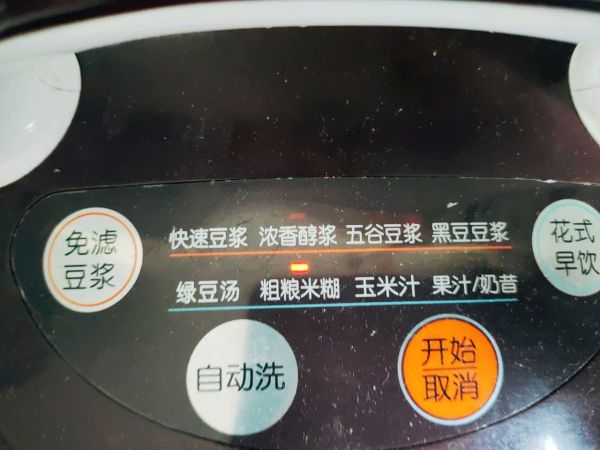 免滤
豆浆
快速豆浆 浓香醇浆 五谷豆浆 黑豆豆浆
绿豆汤 粗粮米糊 玉米汁 果汁/奶昔
花式
早饮
自动洗
开始
取消